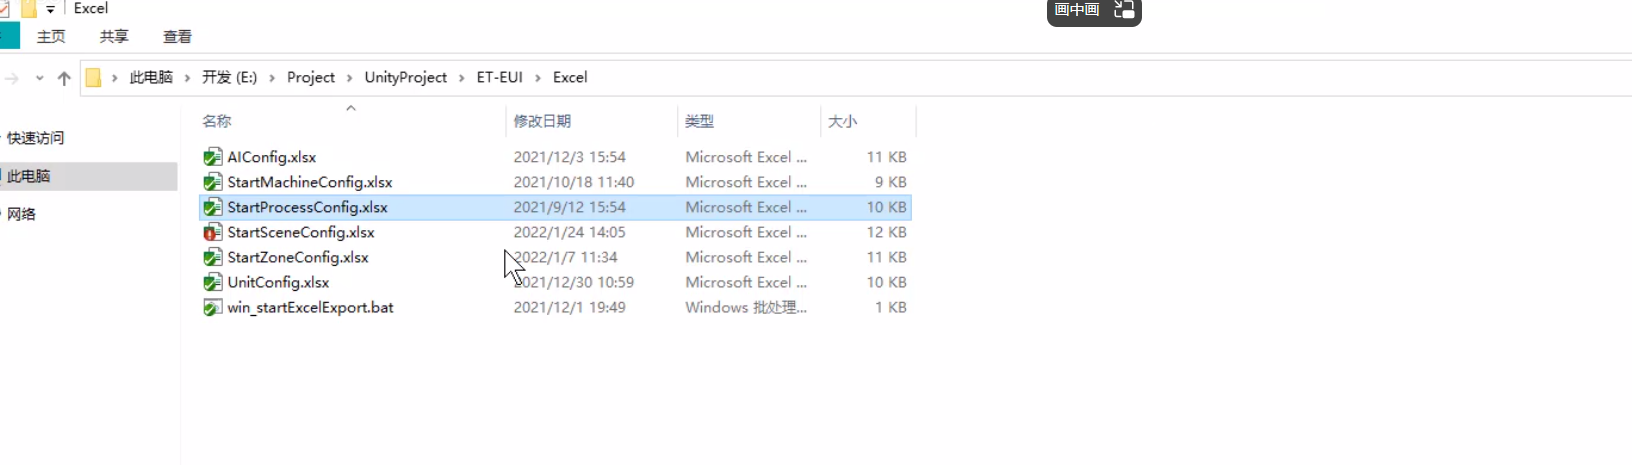 Excel
画中画
主页 共享 查看
此电脑 › 开发 (E:) › Project › UnityProject › ET-EUI › Excel
名称 修改日期 类型 大小
快速访问
此电脑
网络
AIConfig.xlsx 2021/12/3 15:54 Microsoft Excel ... 11 KB
StartMachineConfig.xlsx 2021/10/18 11:40 Microsoft Excel ... 9 KB
StartProcessConfig.xlsx 2021/9/12 15:54 Microsoft Excel ... 10 KB
StartSceneConfig.xlsx 2022/1/24 14:05 Microsoft Excel ... 12 KB
StartZoneConfig.xlsx 2022/1/7 11:34 Microsoft Excel ... 11 KB
UnitConfig.xlsx 2021/12/30 10:59 Microsoft Excel ... 10 KB
win_startExcelExport.bat 2021/12/1 19:49 Windows 批处理... 1 KB